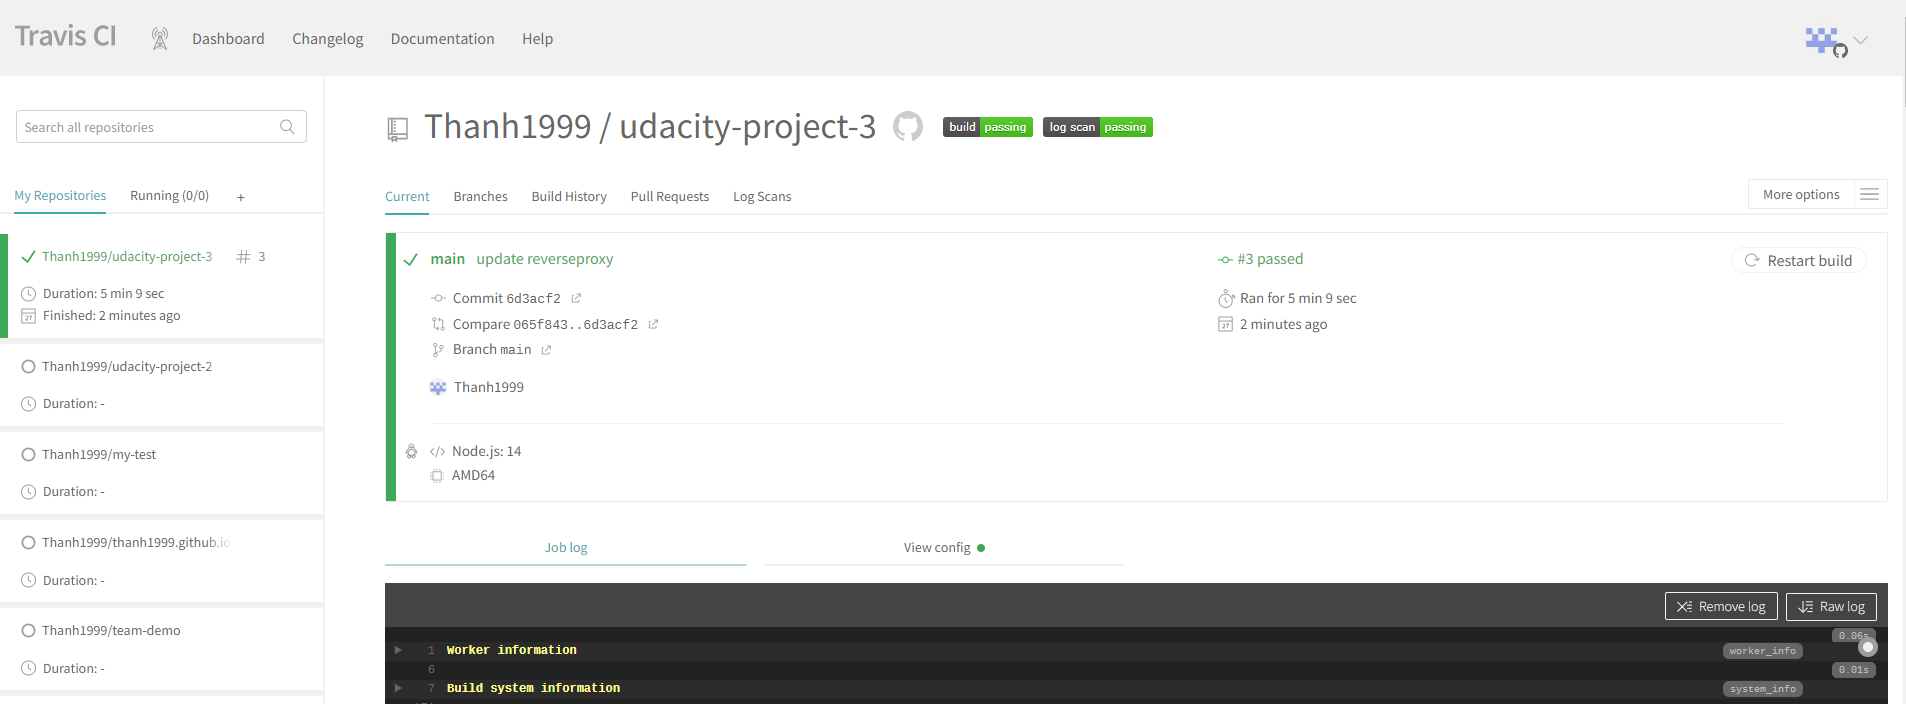 Travis CI
Dashboard
Changelog
Documentation
Help
Search all repositories
My Repositories
Running (0/0)
+
Thanh1999/udacity-project-3
# 3
Duration: 5 min 9 sec
Finished: 2 minutes ago
Thanh1999/udacity-project-2
Duration: -
Thanh1999/my-test
Duration: -
Thanh1999/thanh1999.github.io
Duration: -
Thanh1999/team-demo
Duration: -
Thanh1999 / udacity-project-3
build passing
log scan passing
Current
Branches
Build History
Pull Requests
Log Scans
More options
main update reverseproxy
#3 passed
Restart build
Commit 6d3acf2
Ran for 5 min 9 sec
Compare 065f843..6d3acf2
2 minutes ago
Branch main
Thanh1999
Node.js: 14
AMD64
Job log
View config
Remove log
Raw log
0.06s
1 Worker information
worker_info
6
0.01s
7 Build system information
system_info